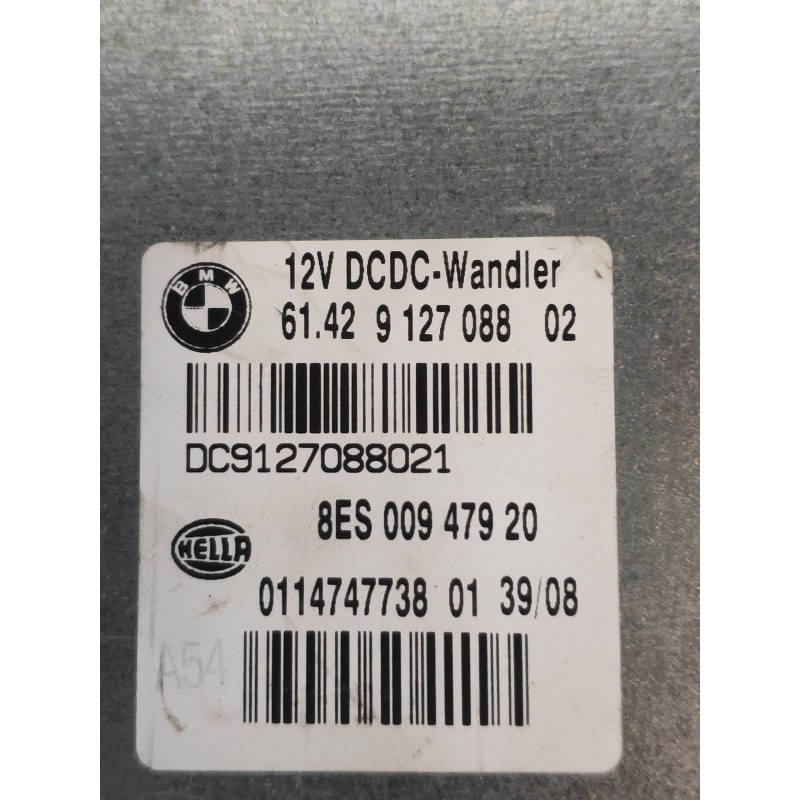 BMW
12V DCDC-Wandler
61.42 9 127 088 02
DC9127088021
8ES 009 479 20
HELLA
0114747738 01 39/08
A54